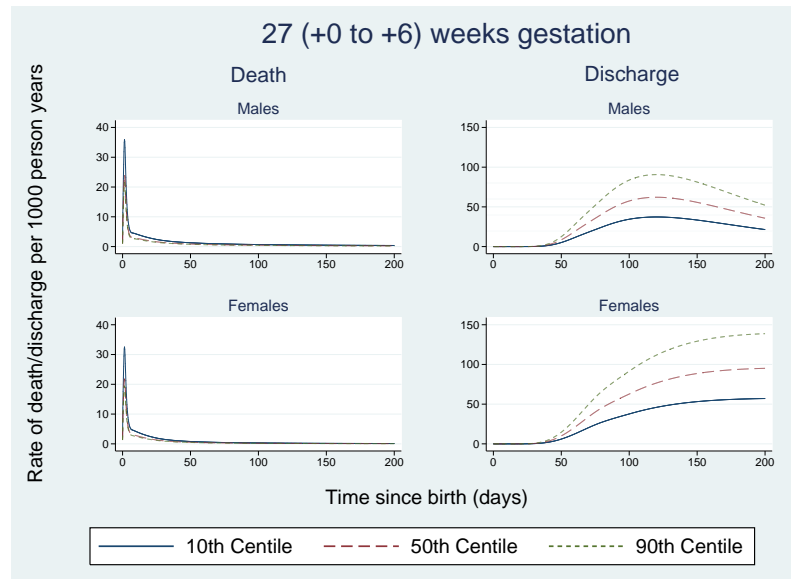 27 (+0 to +6) weeks gestation
Death
Discharge
Rate of death/discharge per 1000 person years
Males
40
30
20
10
0
0 50 100 150 200
Males
150
100
50
0
0 50 100 150 200
Females
40
30
20
10
0
0 50 100 150 200
Females
150
100
50
0
0 50 100 150 200
Time since birth (days)
10th Centile 50th Centile 90th Centile